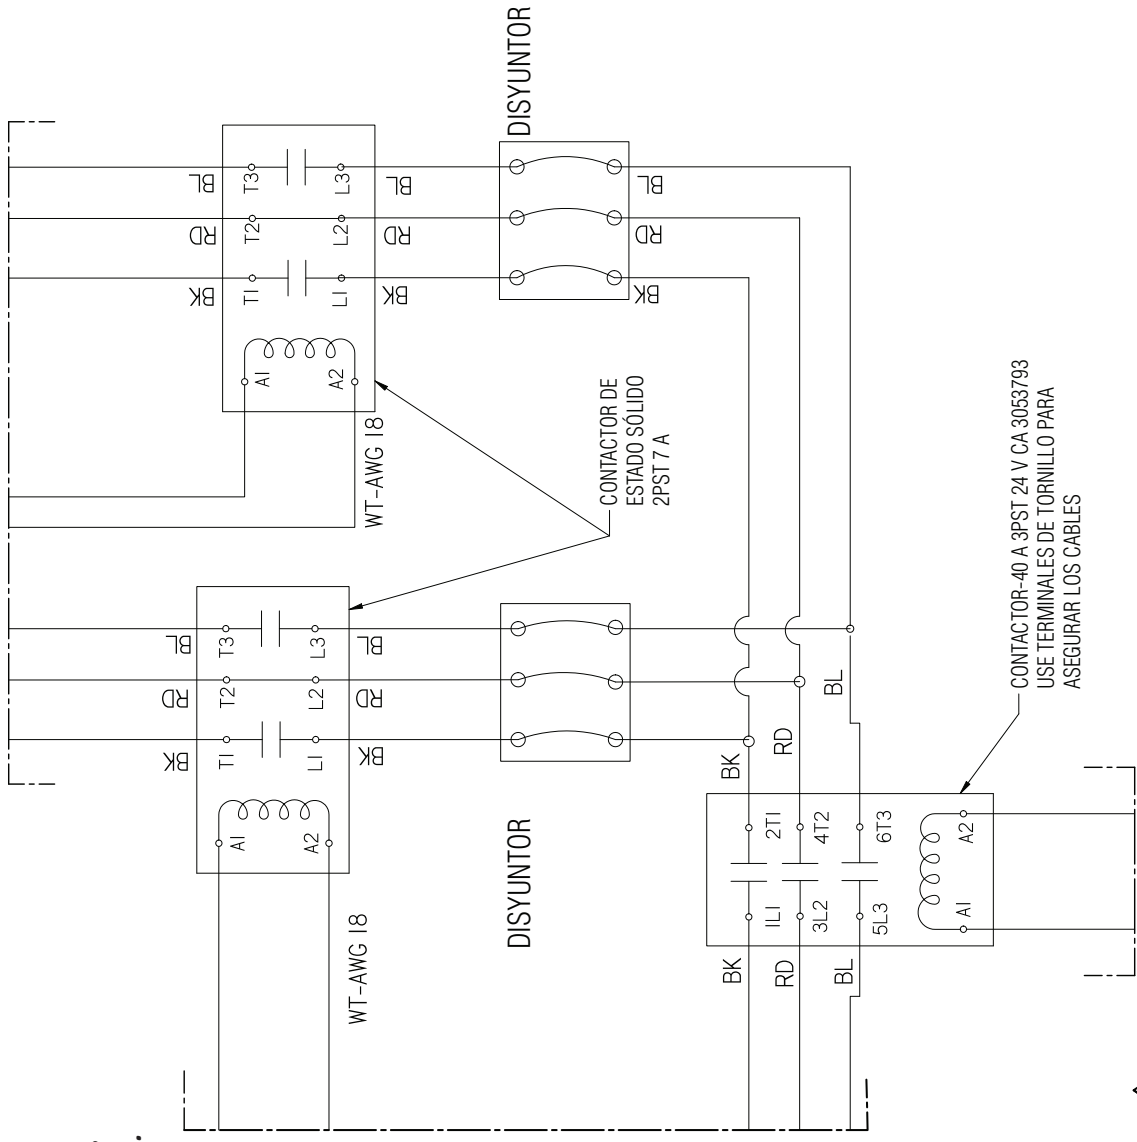 DISYUNTOR
BL
T3
L3
BL
BL
RD
T2
L2
RD
RD
BK
T1
L1
BK
BK
A1
A2
WT-AWG 18
CONTACTOR DE
ESTADO SÓLIDO
2PST 7 A
CONTACTOR-40 A 3PST 24 V CA 3053793
USE TERMINALES DE TORNILLO PARA
ASEGURAR LOS CABLES
BL
T3
L3
BL
RD
T2
L2
RD
BK
T1
L1
BK
A1
A2
WT-AWG 18
DISYUNTOR
BK
RD
BL
2T1
4T2
6T3
A2
1L1
3L2
5L3
A1
BK
RD
BL